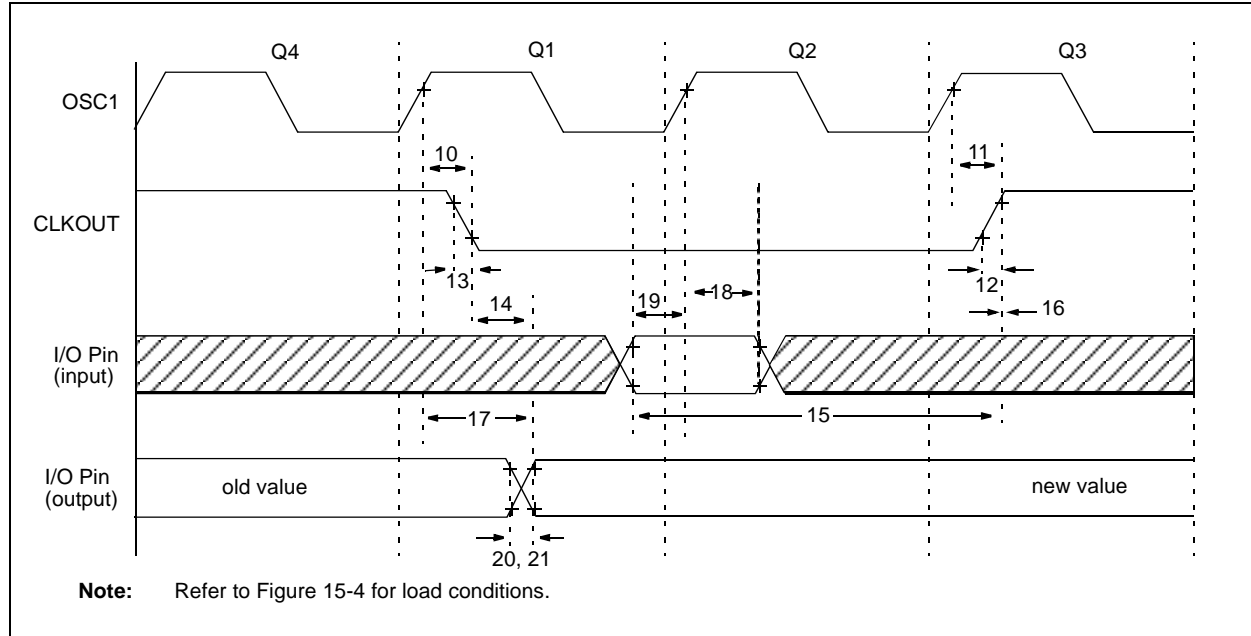 Q4 Q1 Q2 Q3
OSC1
10 11
CLKOUT
13 12
14 19 18 16
I/O Pin
(input)
17 15
I/O Pin
(output)
old value new value
20, 21
Note: Refer to Figure 15-4 for load conditions.